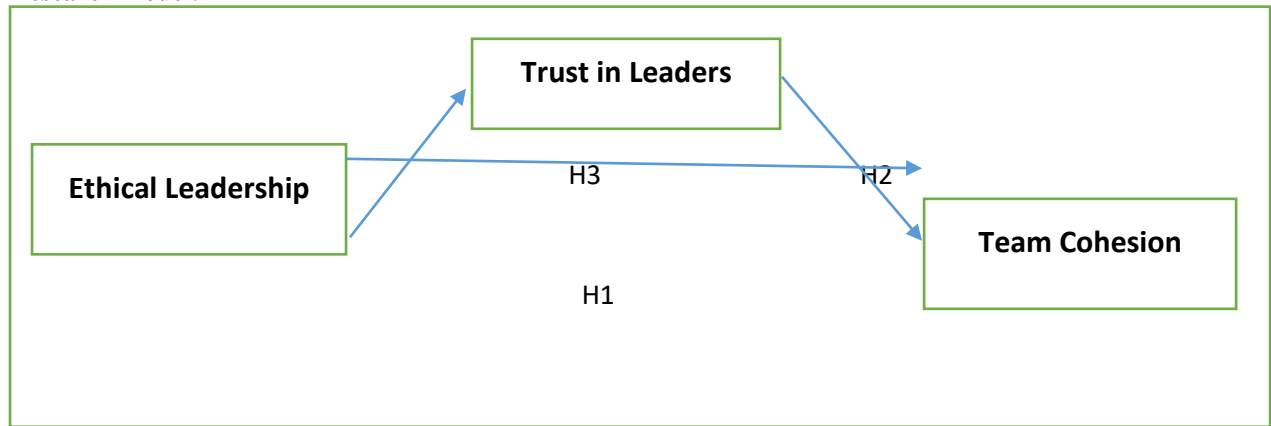 Trust in Leaders
Ethical Leadership
H3
H2
Team Cohesion
H1